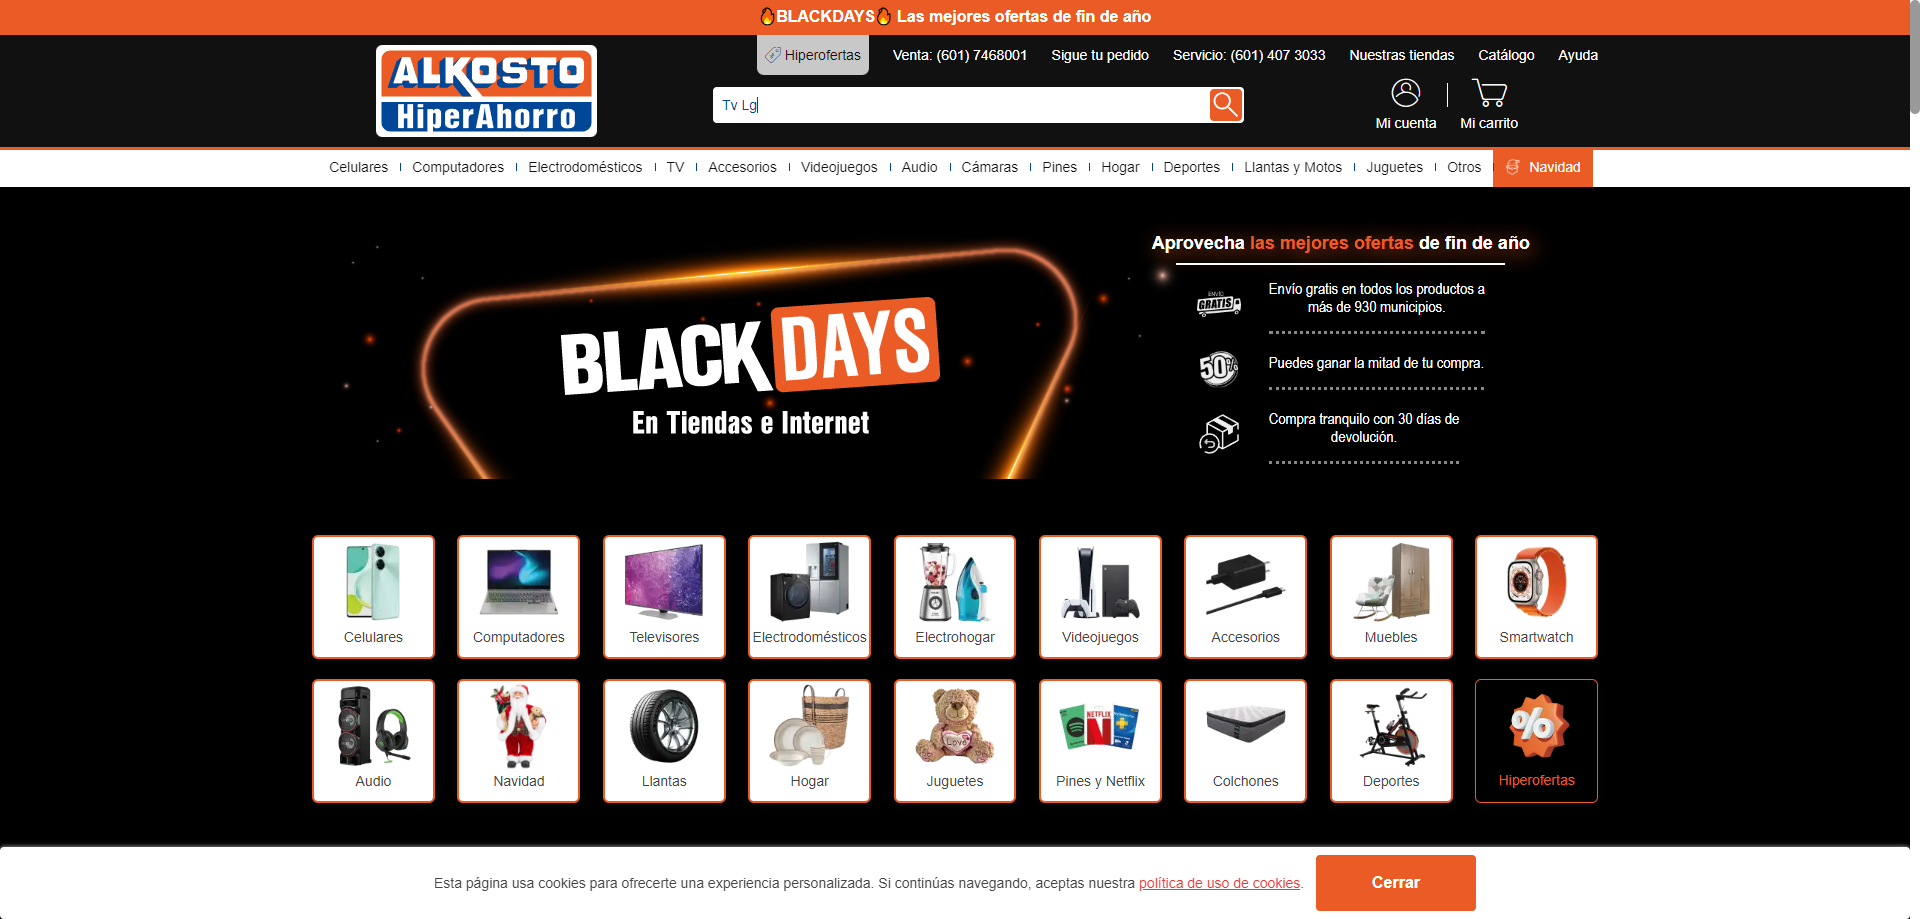 🔥BLACKDAYS🔥 Las mejores ofertas de fin de año
ALKOSTO
HiperAhorro
Hiperofertas
Venta: (601) 7468001
Sigue tu pedido
Servicio: (601) 407 3033
Nuestras tiendas
Catálogo
Ayuda
Tv Lg
Mi cuenta
Mi carrito
Celulares
Computadores
Electrodomésticos
TV
Accesorios
Videojuegos
Audio
Cámaras
Pines
Hogar
Deportes
Llantas y Motos
Juguetes
Otros
Navidad
BLACK DAYS
En Tiendas e Internet
Aprovecha las mejores ofertas de fin de año
ENVÍO
GRATIS
Envío gratis en todos los productos a
más de 930 municipios.
50%
Puedes ganar la mitad de tu compra.
Compra tranquilo con 30 días de
devolución.
Celulares
Computadores
Televisores
Electrodomésticos
Electrohogar
Videojuegos
Accesorios
Muebles
Smartwatch
Love
NETFLIX
%
Audio
Navidad
Llantas
Hogar
Juguetes
Pines y Netflix
Colchones
Deportes
Hiperofertas
Esta página usa cookies para ofrecerte una experiencia personalizada. Si continúas navegando, aceptas nuestra política de uso de cookies.
Cerrar